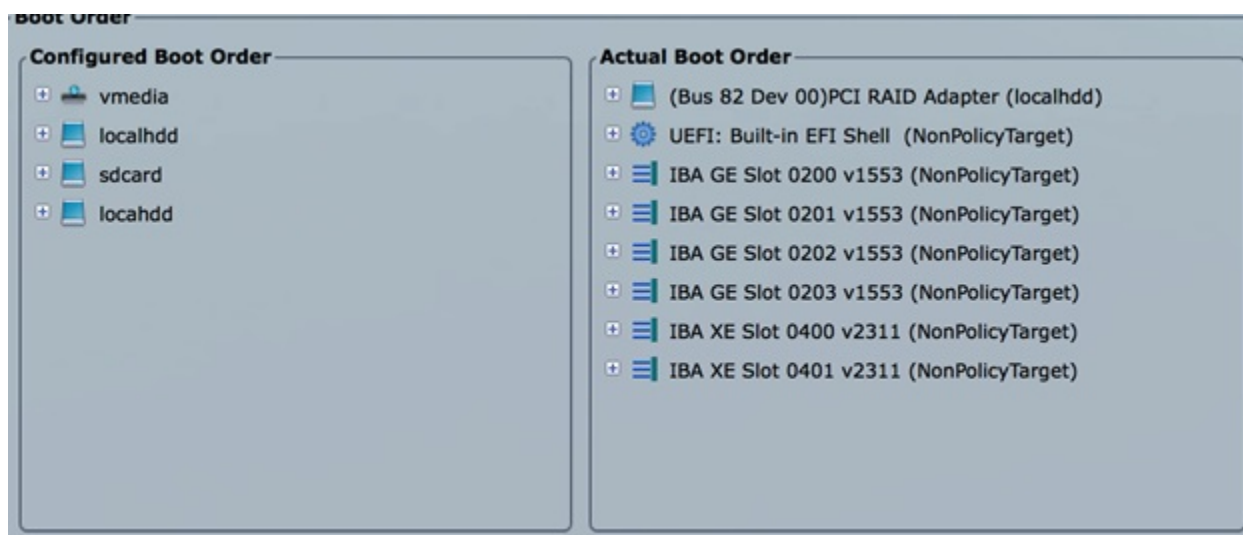 Boot Order
Configured Boot Order
vmedia
localhdd
sdcard
locahdd
Actual Boot Order
(Bus 82 Dev 00)PCI RAID Adapter (localhdd)
UEFI: Built-in EFI Shell (NonPolicyTarget)
IBA GE Slot 0200 v1553 (NonPolicyTarget)
IBA GE Slot 0201 v1553 (NonPolicyTarget)
IBA GE Slot 0202 v1553 (NonPolicyTarget)
IBA GE Slot 0203 v1553 (NonPolicyTarget)
IBA XE Slot 0400 v2311 (NonPolicyTarget)
IBA XE Slot 0401 v2311 (NonPolicyTarget)